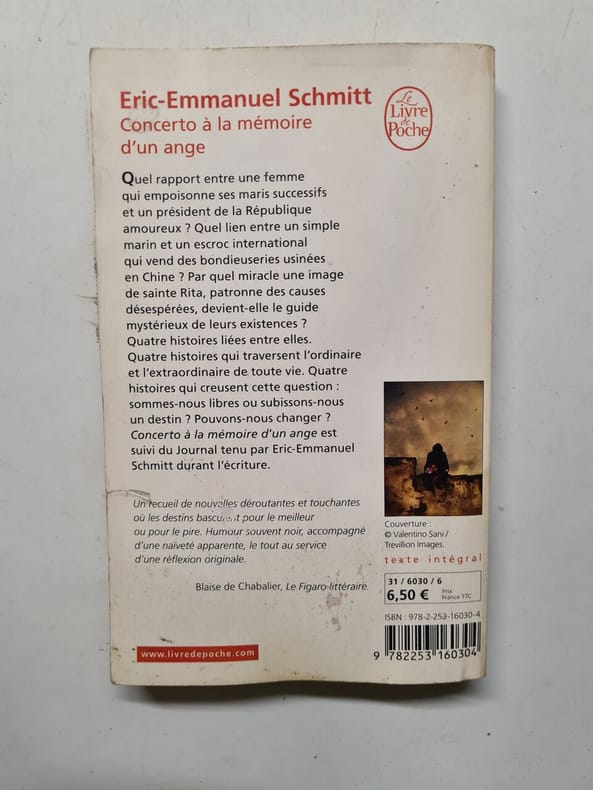 Eric-Emmanuel Schmitt
Concerto à la mémoire
d'un ange
Le
Livre
de
Poche
Quel rapport entre une femme
qui empoisonne ses maris successifs
et un président de la République
amoureux ? Quel lien entre un simple
marin et un escroc international
qui vend des bondieuseries usinées
en Chine ? Par quel miracle une image
de sainte Rita, patronne des causes
désespérées, devient-elle le guide
mystérieux de leurs existences ?
Quatre histoires liées entre elles.
Quatre histoires qui traversent l'ordinaire
et l'extraordinaire de toute vie. Quatre
histoires qui creusent cette question :
sommes-nous libres ou subissons-nous
un destin ? Pouvons-nous changer ?
Concerto à la mémoire d'un ange est
suivi du Journal tenu par Eric-Emmanuel
Schmitt durant l'écriture.
Un recueil de nouvelles déroutantes et touchantes
où les destins basculent pour le meilleur
ou pour le pire. Humour souvent noir, accompagné
d'une naïveté apparente, le tout au service
d'une réflexion originale.
Blaise de Chabalier, Le Figaro littéraire.
www.livredepoche.com
Couverture :
© Valentino Sani /
Trevillion Images.
texte intégral
31 / 6030 / 6
6,50 € Prix
France TTC
ISBN : 978-2-253-16030-4
9 782253 160304